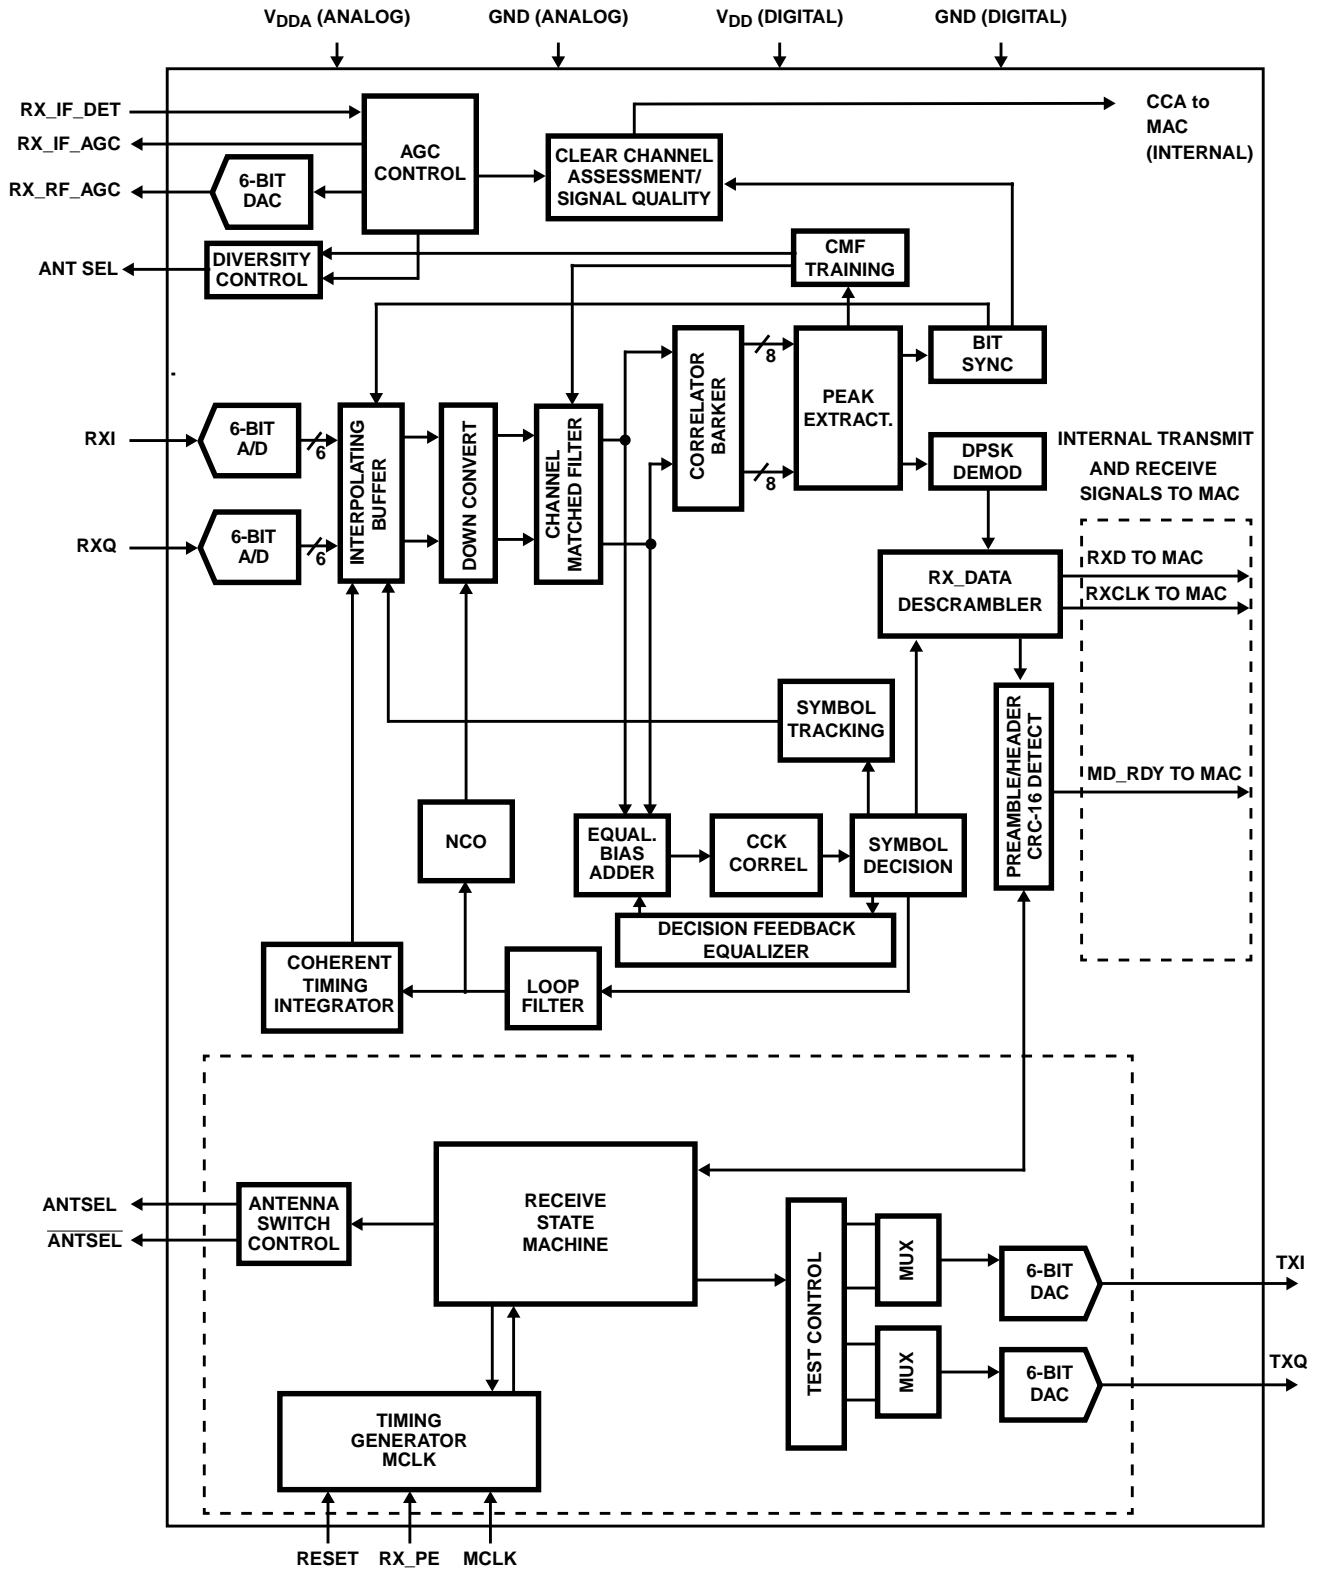 VDDA (ANALOG)
GND (ANALOG)
VDD (DIGITAL)
GND (DIGITAL)
RX_IF_DET
RX_IF_AGC
RX_RF_AGC
ANT SEL
6-BIT
DAC
AGC
CONTROL
CLEAR CHANNEL
ASSESSMENT/
SIGNAL QUALITY
CCA to
MAC
(INTERNAL)
DIVERSITY
CONTROL
CMF
TRAINING
BIT
SYNC
RXI
6-BIT
A/D
6
RXQ
6-BIT
A/D
6
INTERPOLATING
BUFFER
DOWN CONVERT
CHANNEL
MATCHED FILTER
CORRELATOR
BARKER
8
8
PEAK
EXTRACT.
DPSK
DEMOD
INTERNAL TRANSMIT
AND RECEIVE
SIGNALS TO MAC
RX_DATA
DESCRAMBLER
RXD TO MAC
RXCLK TO MAC
SYMBOL
TRACKING
PREAMBLE/HEADER
CRC-16 DETECT
MD_RDY TO MAC
NCO
EQUAL.
BIAS
ADDER
CCK
CORREL
SYMBOL
DECISION
DECISION FEEDBACK
EQUALIZER
COHERENT
TIMING
INTEGRATOR
LOOP
FILTER
ANTSEL
ANTSEL
ANTENNA
SWITCH
CONTROL
RECEIVE
STATE
MACHINE
TEST CONTROL
MUX
MUX
6-BIT
DAC
TXI
6-BIT
DAC
TXQ
TIMING
GENERATOR
MCLK
RESET
RX_PE
MCLK